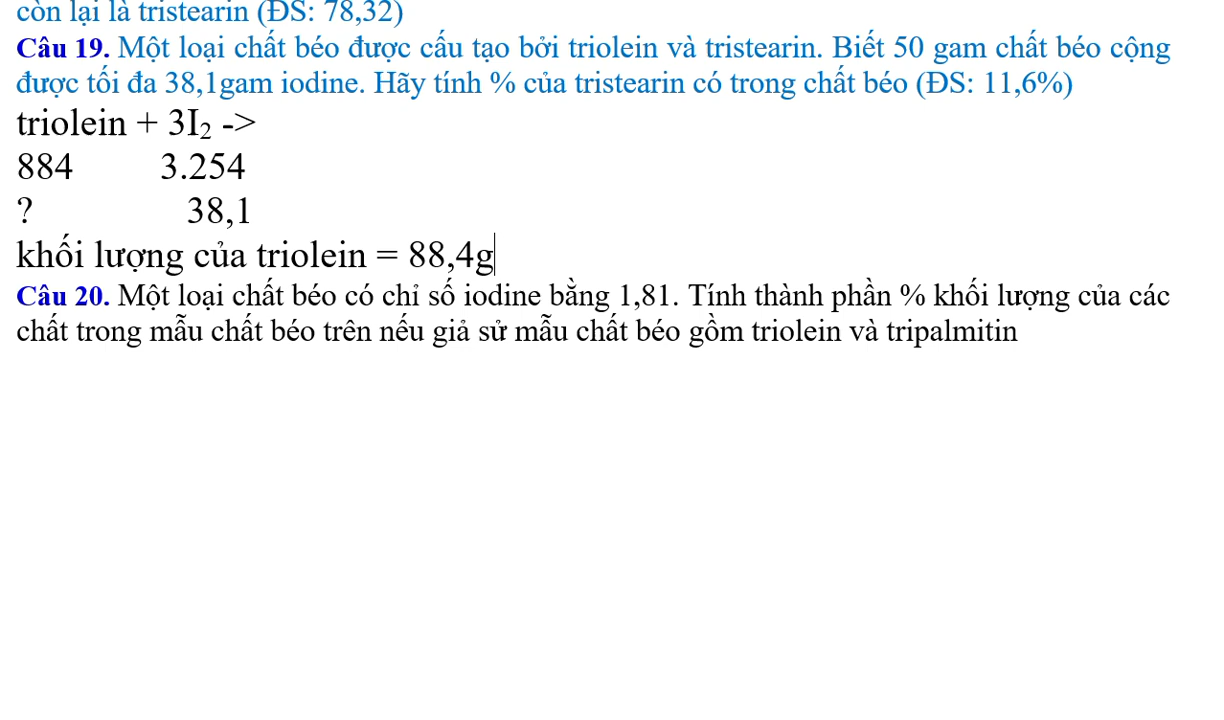 còn lại là tristearin (ĐS: 78,32)
Câu 19. Một loại chất béo được cấu tạo bởi triolein và tristearin. Biết 50 gam chất béo cộng
được tối đa 38,1gam iodine. Hãy tính % của tristearin có trong chất béo (ĐS: 11,6%)
triolein + 3I₂ ->
884 3.254
? 38,1
khối lượng của triolein = 88,4g
Câu 20. Một loại chất béo có chỉ số iodine bằng 1,81. Tính thành phần % khối lượng của các
chất trong mẫu chất béo trên nếu giả sử mẫu chất béo gồm triolein và tripalmitin